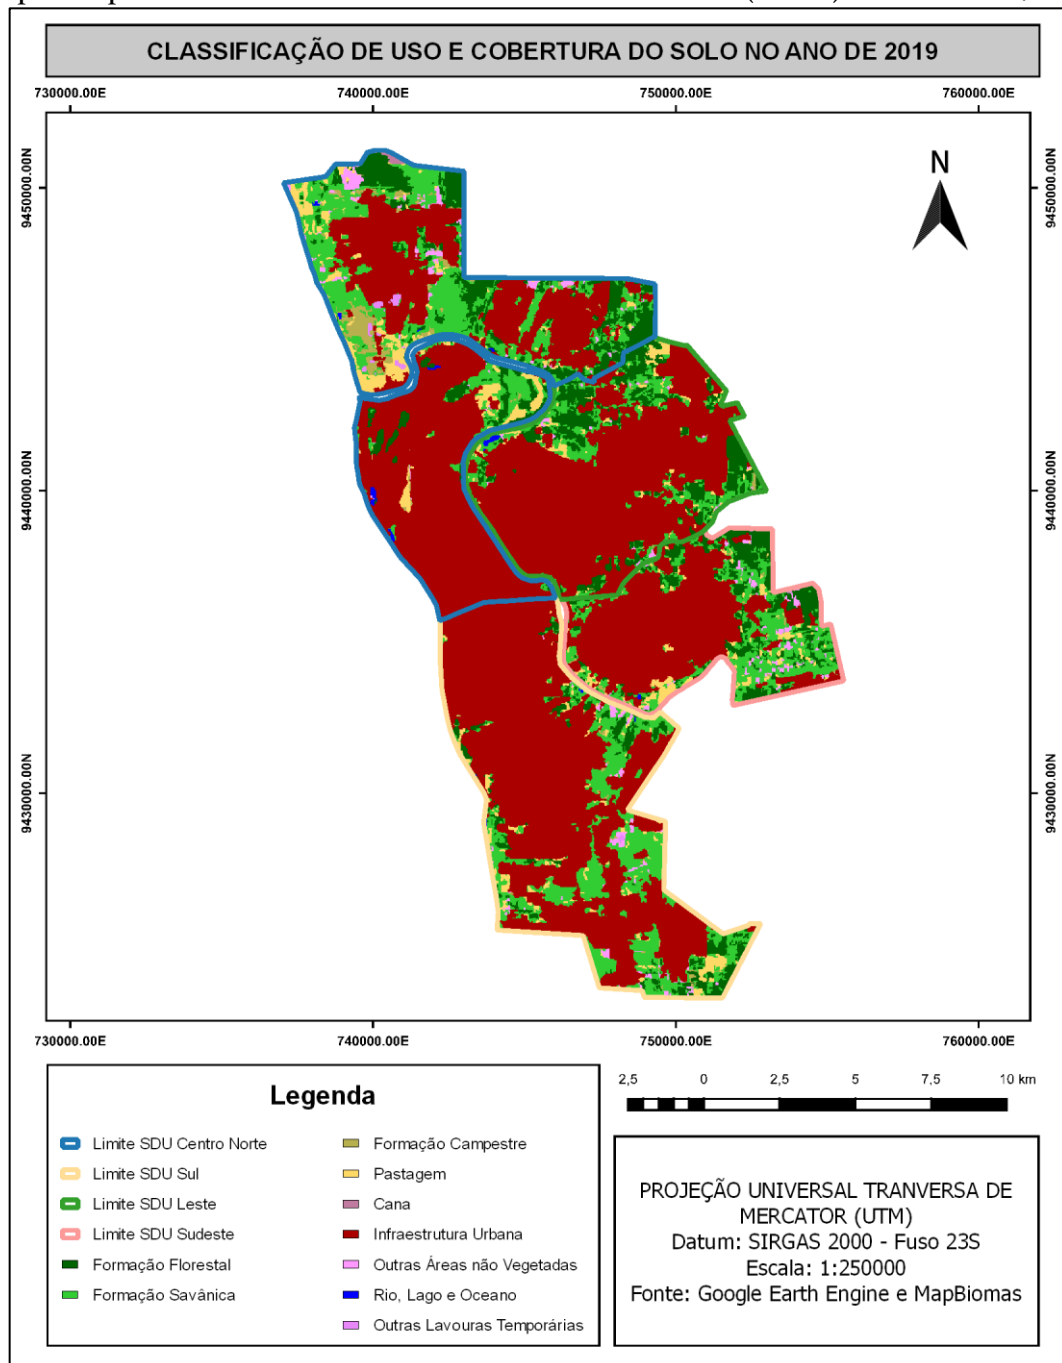 CLASSIFICAÇÃO DE USO E COBERTURA DO SOLO NO ANO DE 2019
730000.00E 740000.00E 750000.00E 760000.00E
N
9450000.00N 9450000.00N
9440000.00N 9440000.00N
9430000.00N 9430000.00N
730000.00E 740000.00E 750000.00E 760000.00E
Legenda
Limite SDU Centro Norte
Limite SDU Sul
Limite SDU Leste
Limite SDU Sudeste
Formação Florestal
Formação Savânica
Formação Campestre
Pastagem
Cana
Infraestrutura Urbana
Outras Áreas não Vegetadas
Rio, Lago e Oceano
Outras Lavouras Temporárias
2,5 0 2,5 5 7,5 10 km
PROJEÇÃO UNIVERSAL TRANVERSA DE
MERCATOR (UTM)
Datum: SIRGAS 2000 - Fuso 23S
Escala: 1:250000
Fonte: Google Earth Engine e MapBiomas